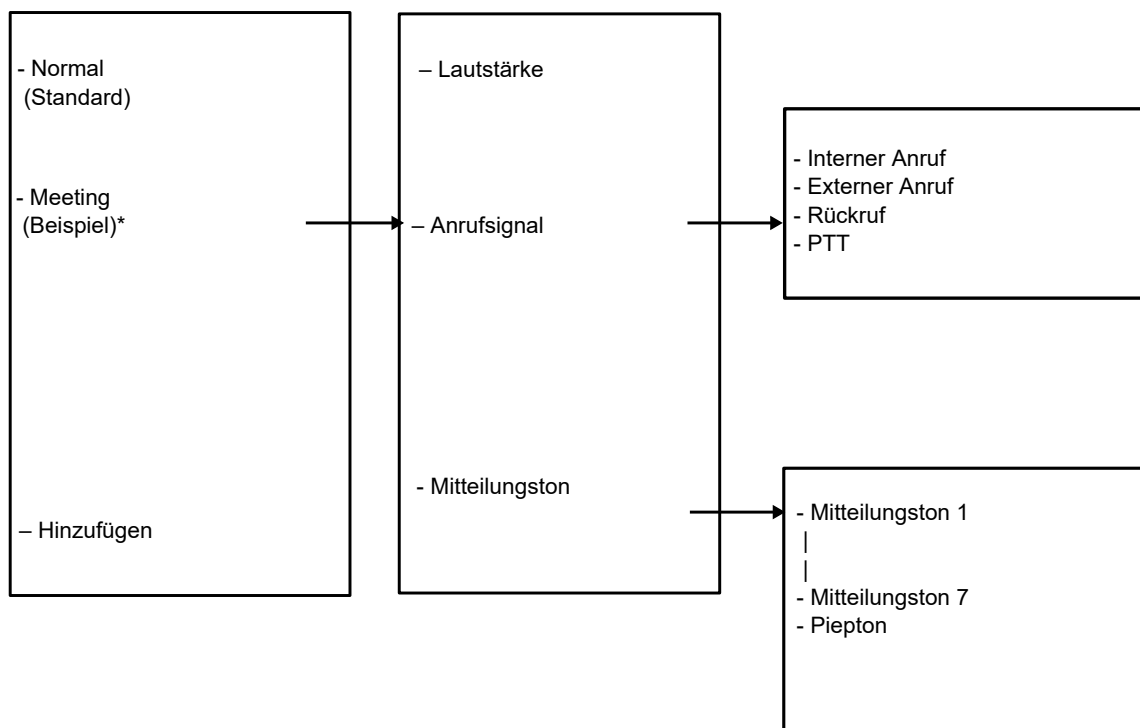 - Normal
(Standard)
- Meeting
(Beispiel)*
– Hinzufügen
– Lautstärke
– Anrufsignal
- Mitteilungston
- Interner Anruf
- Externer Anruf
- Rückruf
- PTT
- Mitteilungston 1
|
|
- Mitteilungston 7
- Piepton